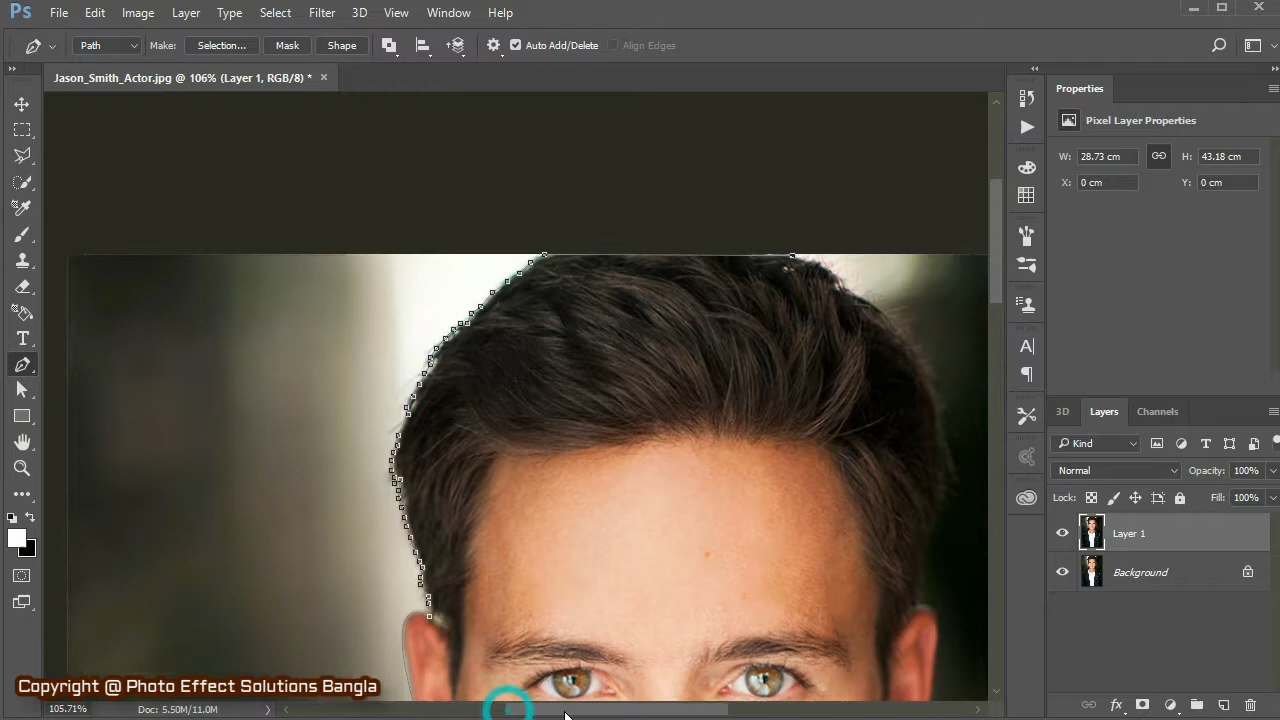 Ps File Edit Image Layer Type Select Filter 3D View Window Help
Path Make: Selection... Mask Shape Auto Add/Delete Align Edges
Jason_Smith_Actor.jpg @ 106% (Layer 1, RGB/8) *
Properties
Pixel Layer Properties
W: 28.73 cm H: 43.18 cm
X: 0 cm Y: 0 cm
3D Layers Channels
Kind
Normal Opacity: 100%
Lock: Fill: 100%
Layer 1
Background
Copyright @ Photo Effect Solutions Bangla
105.71% Doc: 5.50M/11.0M